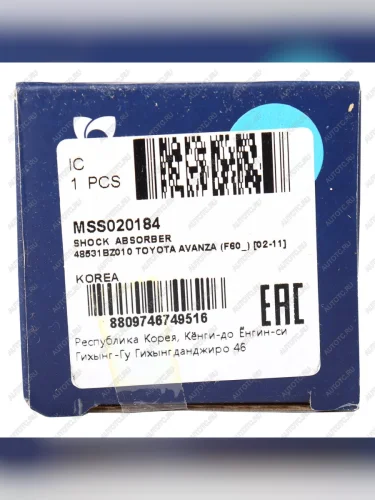 IC
1 PCS
MSS020184
SHOCK ABSORBER
48531BZ010 TOYOTA AVANZA (F60_) [02-11]
KOREA
8809746749516
EAC
Республика Корея, Кёнги-до Ёнгин-си
Гихынг-Гу Гихынгданджиро 46